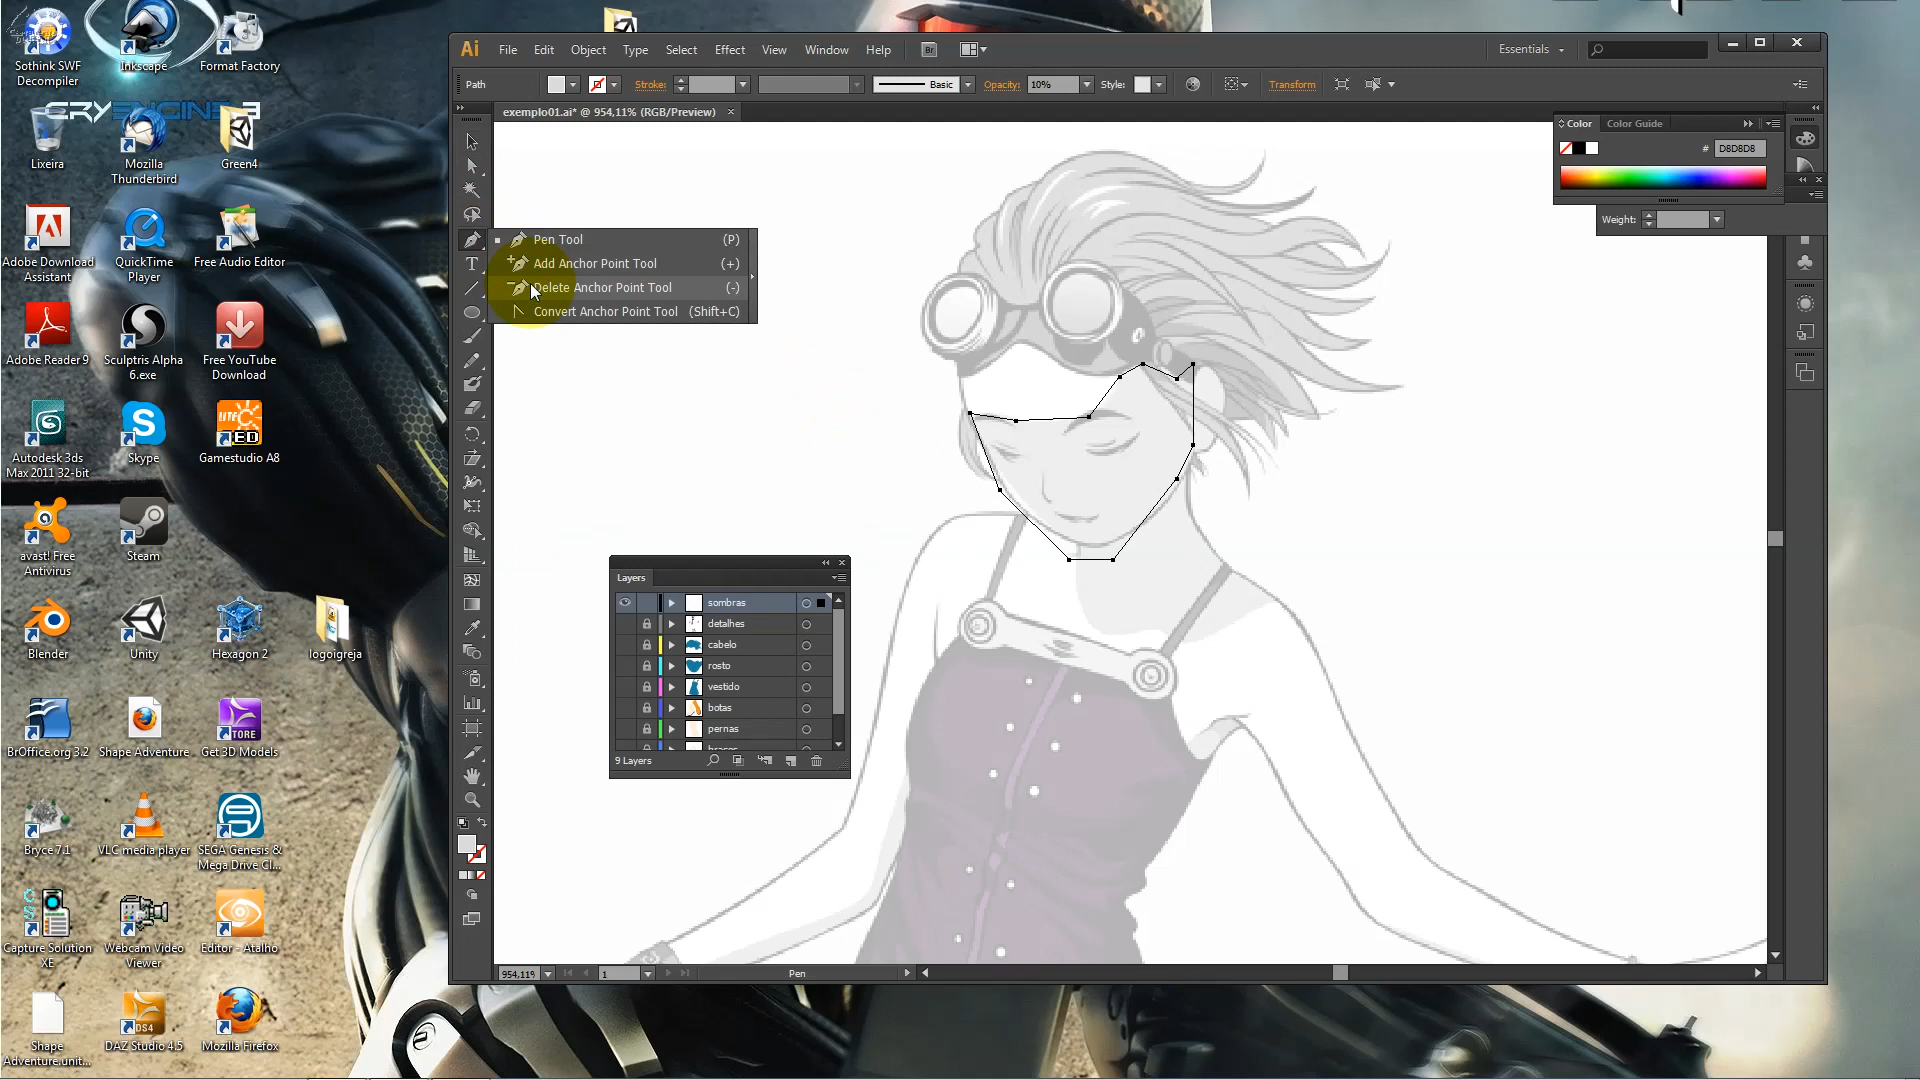 Sothink SWF
Decompiler
Inkscape
Format Factory
CRYENGINE 3
Lixeira
Mozilla
Thunderbird
Green4
Adobe Download
Assistant
QuickTime
Player
Free Audio Editor
Adobe Reader 9
Sculptris Alpha
6.exe
Free YouTube
Download
Autodesk 3ds
Max 2011 32-bit
Skype
Gamestudio A8
avast! Free
Antivirus
Steam
Blender
Unity
Hexagon 2
logoigreja
BrOffice.org 3.2
Shape Adventure
Get 3D Models
Bryce 7.1
VLC media player
SEGA Genesis &
Mega Drive Cl...
Capture Solution
XE
Webcam Video
Viewer
Editor - Atalho
Shape
Adventure.unit...
DAZ Studio 4.5
Mozilla Firefox
Ai File Edit Object Type Select Effect View Window Help Br Essentials
Path Stroke: Basic Opacity: 10% Style: Transform
exemplo01.ai* @ 954,11% (RGB/Preview)
Color Color Guide
# D8D8D8
Weight:
Pen Tool (P)
Add Anchor Point Tool (+)
Delete Anchor Point Tool (-)
Convert Anchor Point Tool (Shift+C)
Layers
sombras
detalhes
cabelo
rosto
vestido
botas
pernas
9 Layers
954,11% 1 Pen